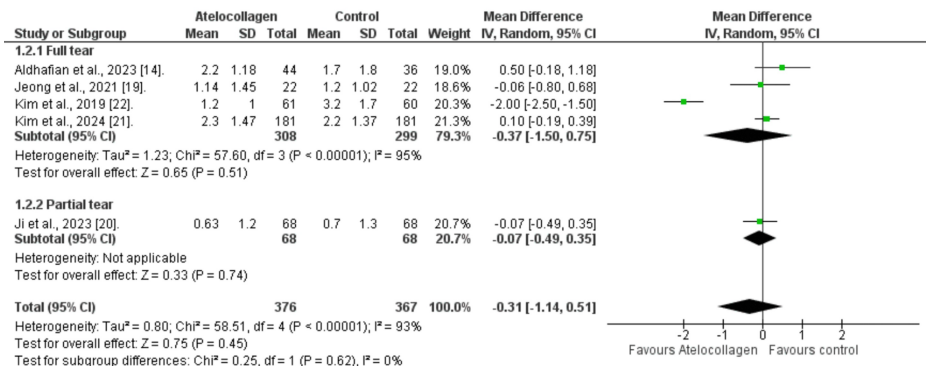 Atelocollagen Control Mean Difference Mean Difference
Study or Subgroup Mean SD Total Mean SD Total Weight IV, Random, 95% CI IV, Random, 95% CI
1.2.1 Full tear
Aldhafian et al., 2023 [14]. 2.2 1.18 44 1.7 1.8 36 19.0% 0.50 [-0.18, 1.18]
Jeong et al., 2021 [19]. 1.14 1.45 22 1.2 1.02 22 18.6% -0.06 [-0.80, 0.68]
Kim et al., 2019 [22]. 1.2 1 61 3.2 1.7 60 20.3% -2.00 [-2.50, -1.50]
Kim et al., 2024 [21]. 2.3 1.47 181 2.2 1.37 181 21.3% 0.10 [-0.19, 0.39]
Subtotal (95% CI) 308 299 79.3% -0.37 [-1.50, 0.75]
Heterogeneity: Tau² = 1.23; Chi² = 57.60, df = 3 (P < 0.00001); I² = 95%
Test for overall effect: Z = 0.65 (P = 0.51)
1.2.2 Partial tear
Ji et al., 2023 [20]. 0.63 1.2 68 0.7 1.3 68 20.7% -0.07 [-0.49, 0.35]
Subtotal (95% CI) 68 68 20.7% -0.07 [-0.49, 0.35]
Heterogeneity: Not applicable
Test for overall effect: Z = 0.33 (P = 0.74)
Total (95% CI) 376 367 100.0% -0.31 [-1.14, 0.51]
Heterogeneity: Tau² = 0.80; Chi² = 58.51, df = 4 (P < 0.00001); I² = 93%
Test for overall effect: Z = 0.75 (P = 0.45)
Test for subgroup differences: Chi² = 0.25, df = 1 (P = 0.62), I² = 0%
-2 -1 0 1 2
Favours Atelocollagen Favours control